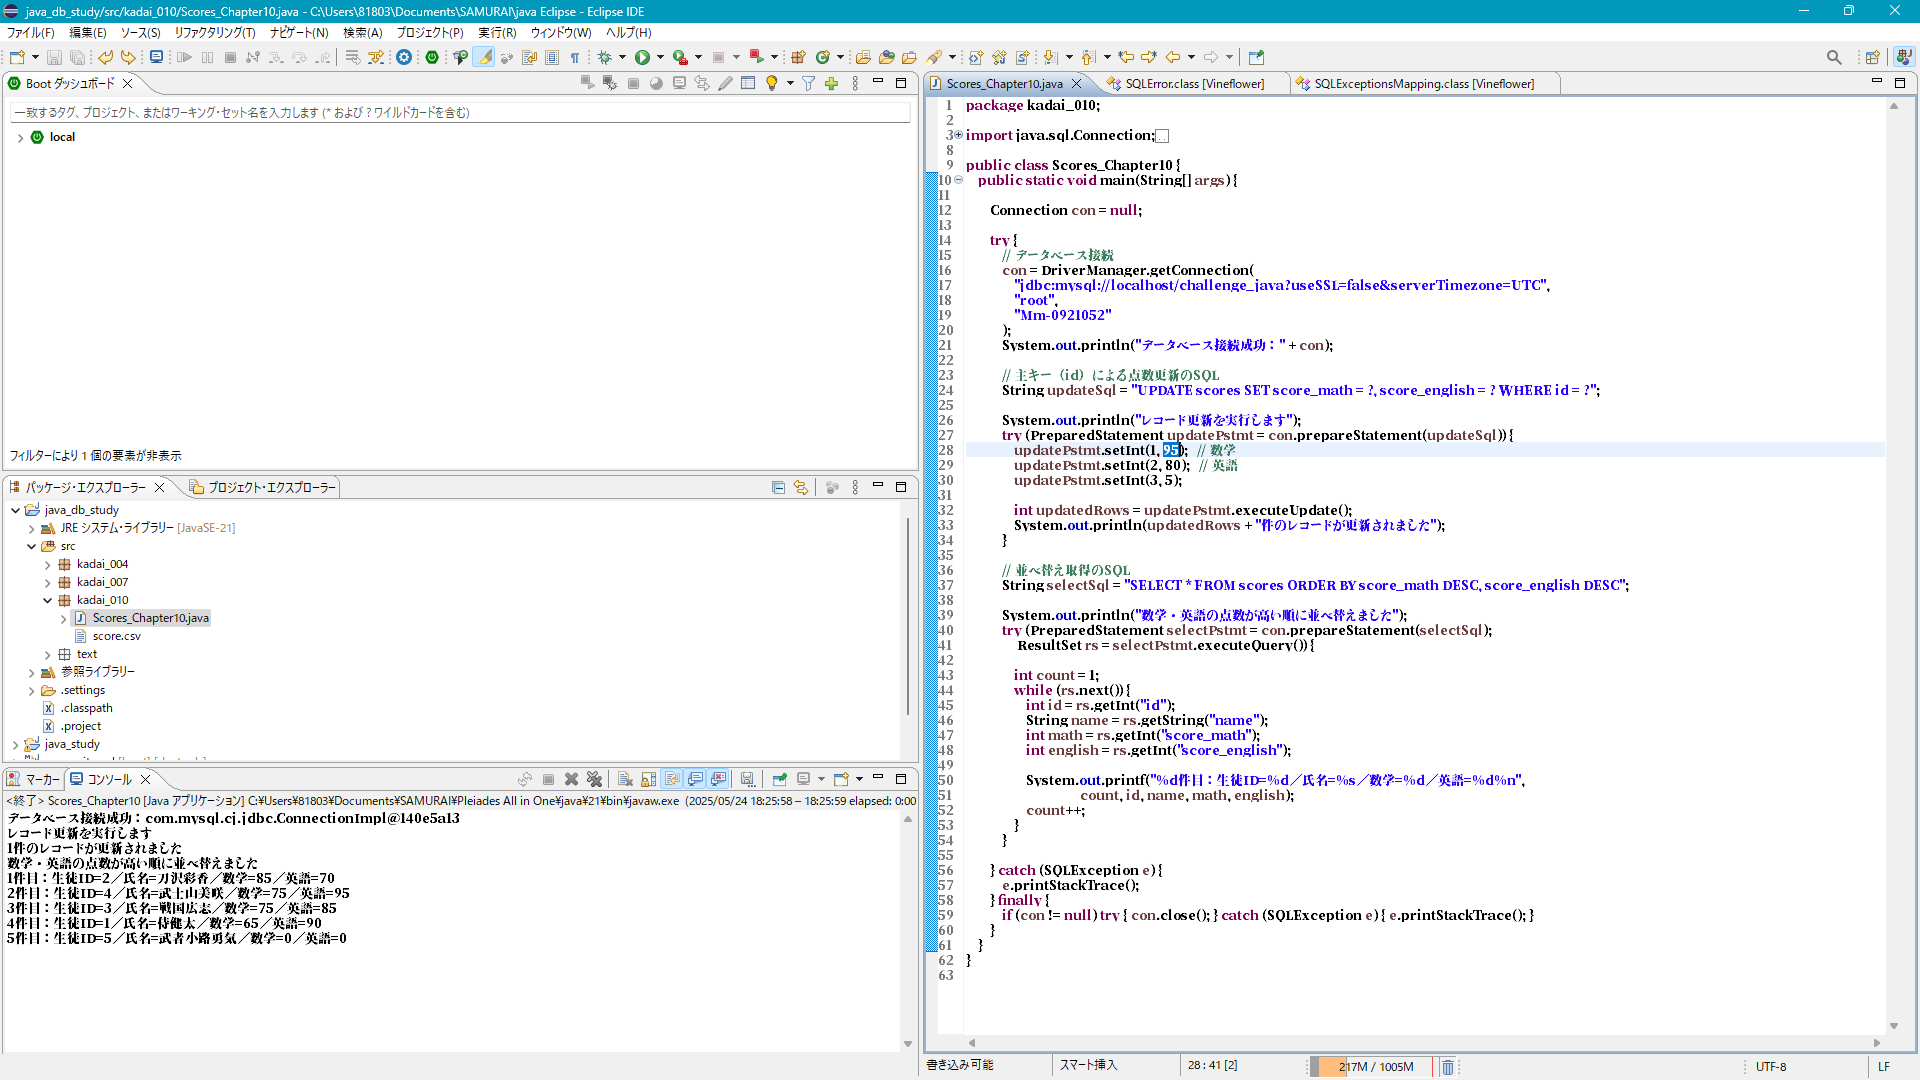 java_db_study/src/kadai_010/Scores_Chapter10.java - C:\Users\81803\Documents\SAMURAI\java Eclipse - Eclipse IDE
ファイル(F) 編集(E) ソース(S) リファクタリング(T) ナビゲート(N) 検索(A) プロジェクト(P) 実行(R) ウィンドウ(W) ヘルプ(H)
Boot ダッシュボード
一致するタグ、プロジェクト、またはワーキング・セット名を入力します (* および ? ワイルドカードを含む)
local
フィルターにより 1 個の要素が非表示
パッケージ・エクスプローラー プロジェクト・エクスプローラー
java_db_study
JRE システム・ライブラリー [JavaSE-21]
src
kadai_004
kadai_007
kadai_010
Scores_Chapter10.java
score.csv
text
参照ライブラリー
.settings
.classpath
.project
java_study
マーカー コンソール
<終了> Scores_Chapter10 [Java アプリケーション] C:¥Users¥81803¥Documents¥SAMURAI¥Pleiades All in One¥java¥21¥bin¥javaw.exe (2025/05/24 18:25:58 – 18:25:59 elapsed: 0:00
データベース接続成功：com.mysql.cj.jdbc.ConnectionImpl@140e5a13
レコード更新を実行します
1件のレコードが更新されました
数学・英語の点数が高い順に並べ替えました
1件目：生徒ID=2／氏名=刀沢彩香／数学=85／英語=70
2件目：生徒ID=4／氏名=武士山美咲／数学=75／英語=95
3件目：生徒ID=3／氏名=戦国広志／数学=75／英語=85
4件目：生徒ID=1／氏名=侍健太／数学=65／英語=90
5件目：生徒ID=5／氏名=武者小路勇気／数学=0／英語=0
Scores_Chapter10.java SQLError.class [Vineflower] SQLExceptionsMapping.class [Vineflower]
1 package kadai_010;
2
3 import java.sql.Connection;
8
9 public class Scores_Chapter10 {
10 public static void main(String[] args) {
11
12 Connection con = null;
13
14 try {
15 // データベース接続
16 con = DriverManager.getConnection(
17 "jdbc:mysql://localhost/challenge_java?useSSL=false&serverTimezone=UTC",
18 "root",
19 "Mm-0921052"
20 );
21 System.out.println("データベース接続成功：" + con);
22
23 // 主キー（id）による点数更新のSQL
24 String updateSql = "UPDATE scores SET score_math = ?, score_english = ? WHERE id = ?";
25
26 System.out.println("レコード更新を実行します");
27 try (PreparedStatement updatePstmt = con.prepareStatement(updateSql)) {
28 updatePstmt.setInt(1, 95); // 数学
29 updatePstmt.setInt(2, 80); // 英語
30 updatePstmt.setInt(3, 5);
31
32 int updatedRows = updatePstmt.executeUpdate();
33 System.out.println(updatedRows + "件のレコードが更新されました");
34 }
35
36 // 並べ替え取得のSQL
37 String selectSql = "SELECT * FROM scores ORDER BY score_math DESC, score_english DESC";
38
39 System.out.println("数学・英語の点数が高い順に並べ替えました");
40 try (PreparedStatement selectPstmt = con.prepareStatement(selectSql);
41 ResultSet rs = selectPstmt.executeQuery()) {
42
43 int count = 1;
44 while (rs.next()) {
45 int id = rs.getInt("id");
46 String name = rs.getString("name");
47 int math = rs.getInt("score_math");
48 int english = rs.getInt("score_english");
49
50 System.out.printf("%d件目：生徒ID=%d／氏名=%s／数学=%d／英語=%d%n",
51 count, id, name, math, english);
52 count++;
53 }
54 }
55
56 } catch (SQLException e) {
57 e.printStackTrace();
58 } finally {
59 if (con != null) try { con.close(); } catch (SQLException e) { e.printStackTrace(); }
60 }
61 }
62 }
63
書き込み可能 スマート挿入 28 : 41 [2] 217M / 1005M UTF-8 LF